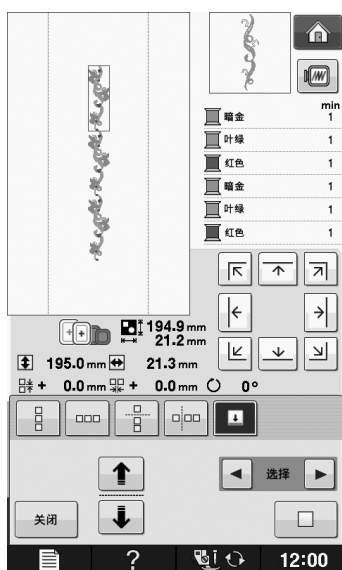 min
暗金 1
叶绿 1
红色 1
暗金 1
叶绿 1
红色 1
194.9 mm
21.2 mm
195.0 mm 21.3 mm
+ 0.0 mm + 0.0 mm 0°
选择
关闭
? 12:00